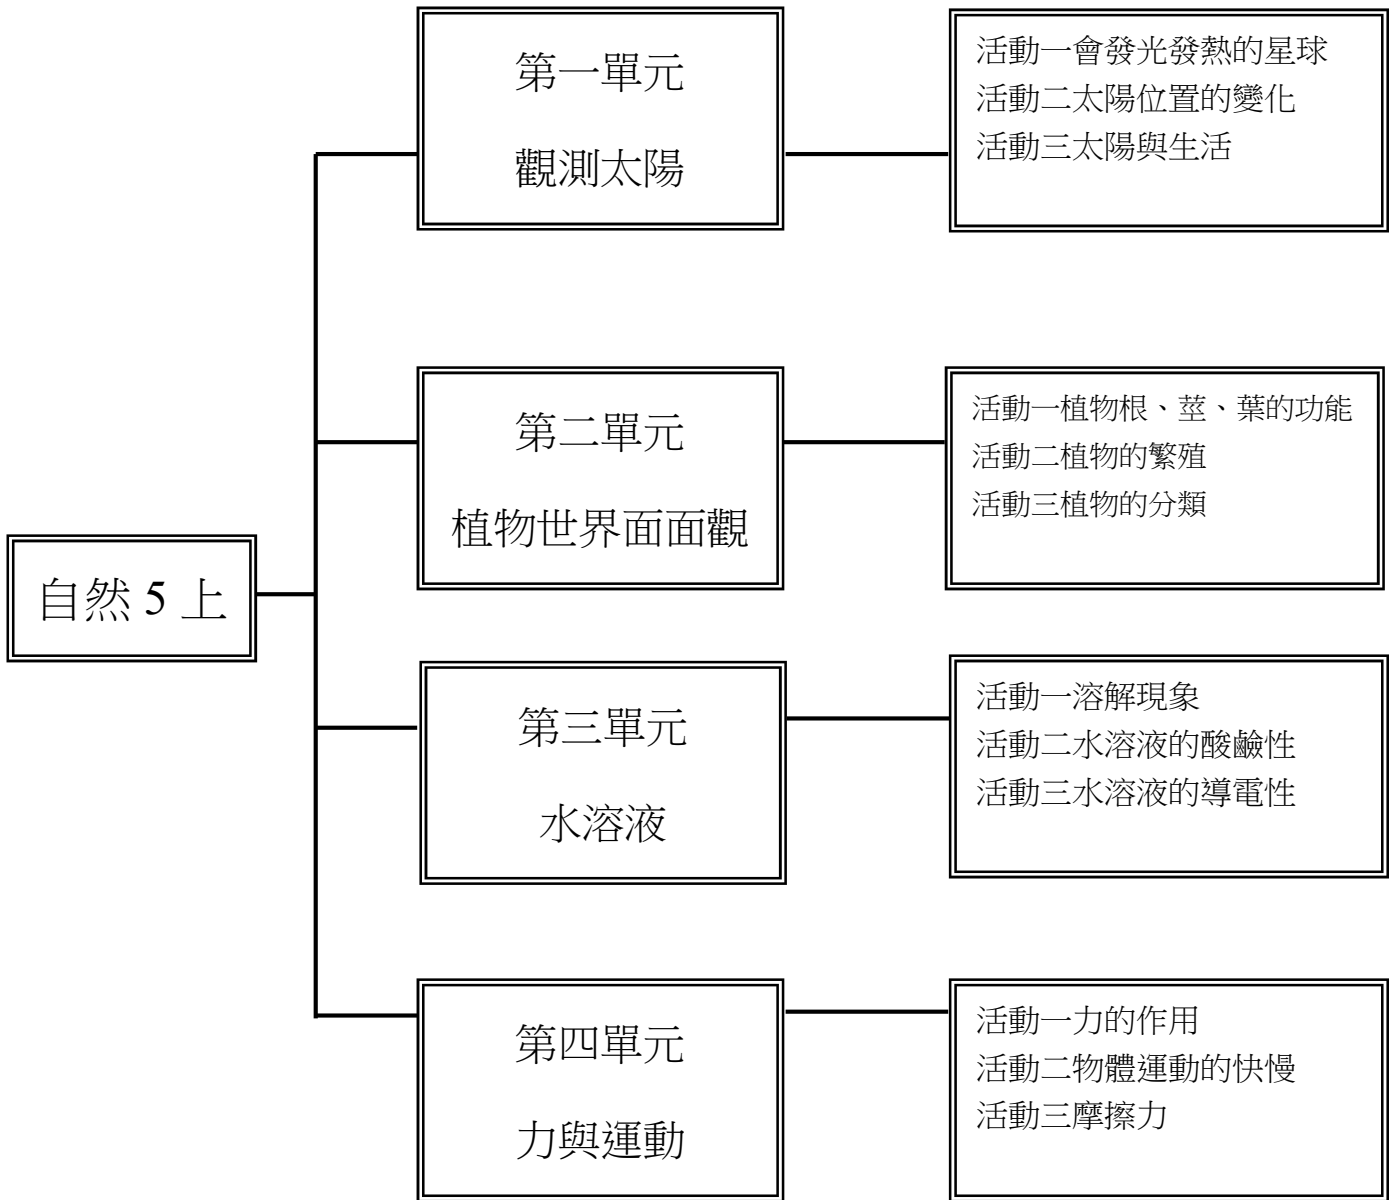 自然 5 上
第一單元
觀測太陽
活動一會發光發熱的星球
活動二太陽位置的變化
活動三太陽與生活
第二單元
植物世界面面觀
活動一植物根、莖、葉的功能
活動二植物的繁殖
活動三植物的分類
第三單元
水溶液
活動一溶解現象
活動二水溶液的酸鹼性
活動三水溶液的導電性
第四單元
力與運動
活動一力的作用
活動二物體運動的快慢
活動三摩擦力